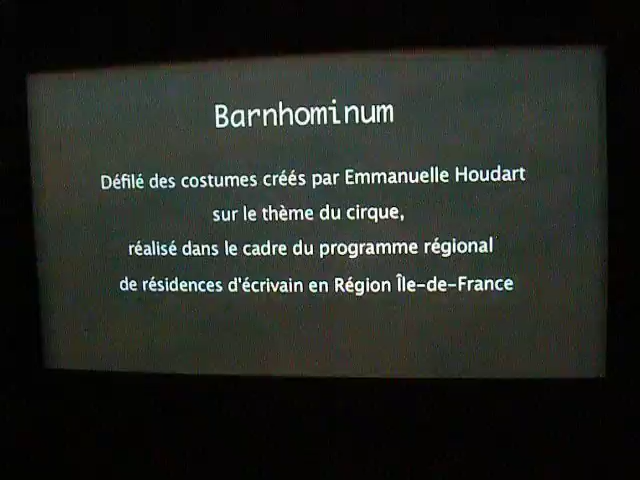 Barnhominum
Défilé des costumes créés par Emmanuelle Houdart
sur le thème du cirque,
réalisé dans le cadre du programme régional
de résidences d'écrivain en Région Île-de-France